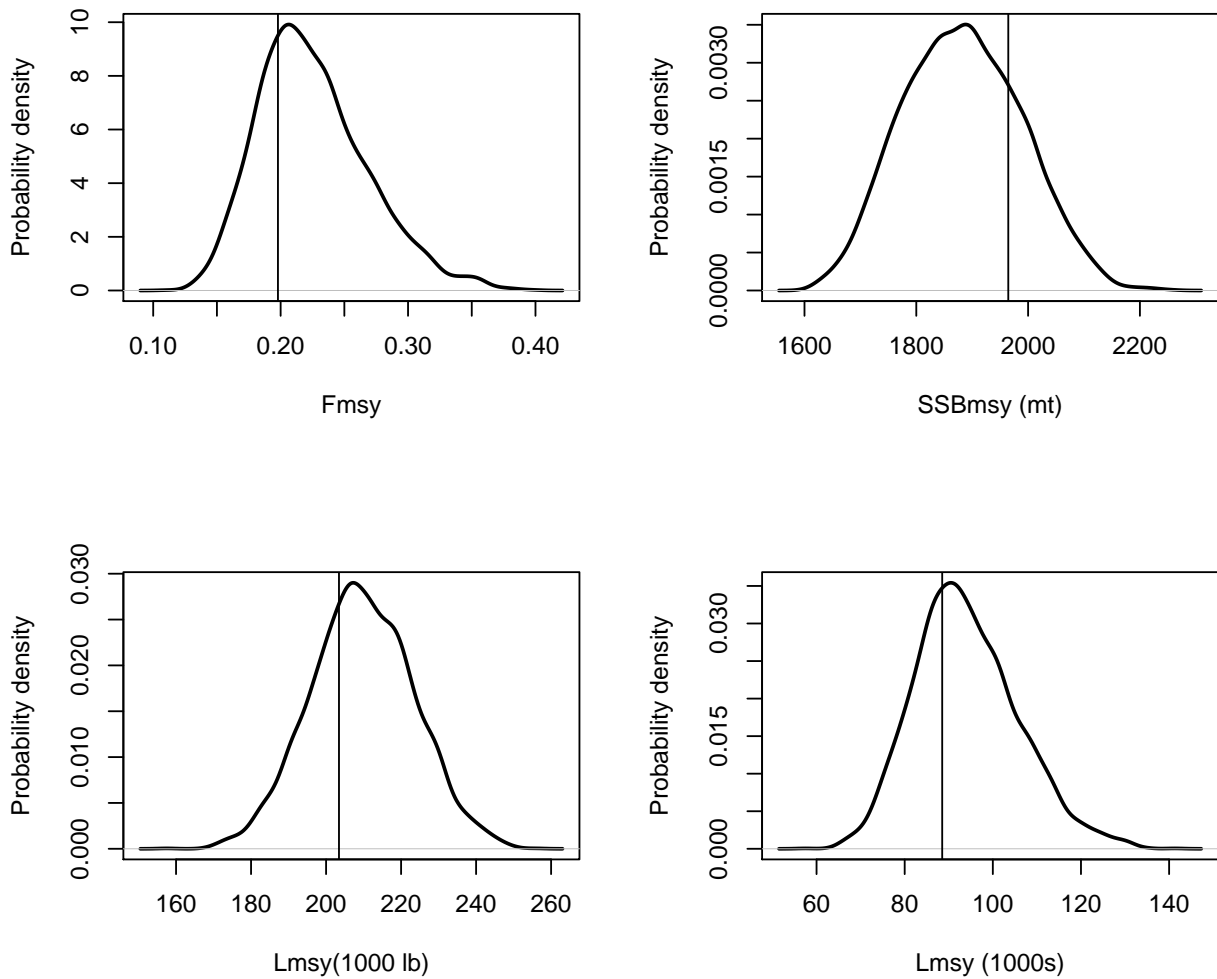 Probability density
0 2 4 6 8 10
0.10 0.20 0.30 0.40
Fmsy
Probability density
0.0000 0.0015 0.0030
1600 1800 2000 2200
SSBmsy (mt)
Probability density
0.000 0.010 0.020 0.030
160 180 200 220 240 260
Lmsy(1000 lb)
Probability density
0.000 0.015 0.030
60 80 100 120 140
Lmsy (1000s)